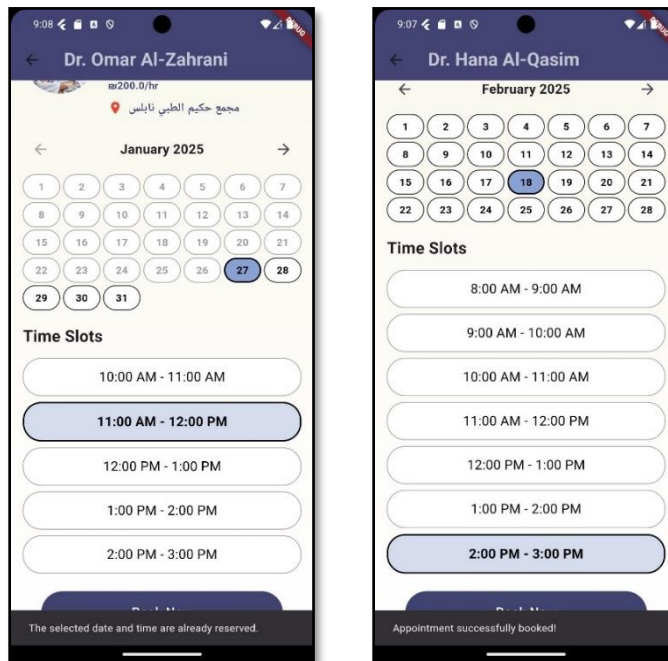 9:08
DEBUG
Dr. Omar Al-Zahrani
₪200.0/hr
مجمع حكيم الطبي نابلس
January 2025
1 2 3 4 5 6 7
8 9 10 11 12 13 14
15 16 17 18 19 20 21
22 23 24 25 26 27 28
29 30 31
Time Slots
10:00 AM - 11:00 AM
11:00 AM - 12:00 PM
12:00 PM - 1:00 PM
1:00 PM - 2:00 PM
2:00 PM - 3:00 PM
Book Now
The selected date and time are already reserved.
9:07
DEBUG
Dr. Hana Al-Qasim
February 2025
1 2 3 4 5 6 7
8 9 10 11 12 13 14
15 16 17 18 19 20 21
22 23 24 25 26 27 28
Time Slots
8:00 AM - 9:00 AM
9:00 AM - 10:00 AM
10:00 AM - 11:00 AM
11:00 AM - 12:00 PM
12:00 PM - 1:00 PM
1:00 PM - 2:00 PM
2:00 PM - 3:00 PM
Book Now
Appointment successfully booked!